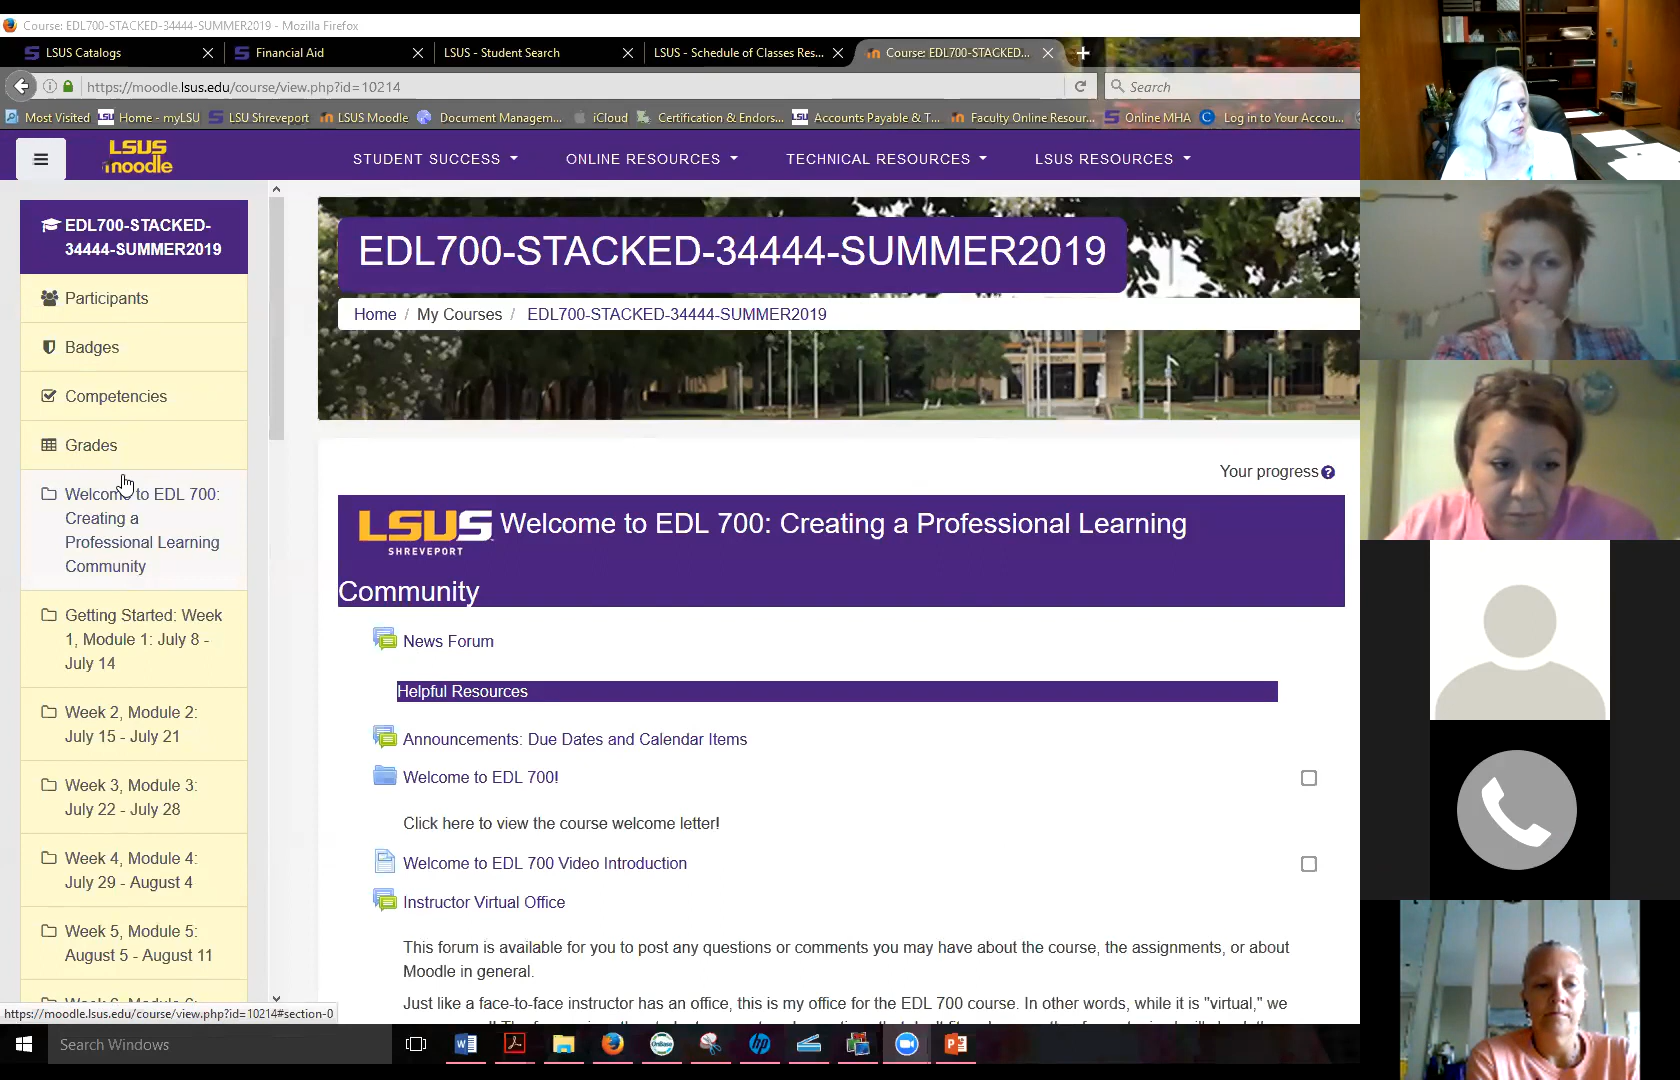 Course: EDL700-STACKED-34444-SUMMER2019 - Mozilla Firefox
LSUS Catalogs
Financial Aid
LSUS - Student Search
LSUS - Schedule of Classes Res...
Course: EDL700-STACKED...
https://moodle.lsus.edu/course/view.php?id=10214
Search
Most Visited
Home - myLSU
LSU Shreveport
LSUS Moodle
Document Managem...
iCloud
Certification & Endors...
LSU
Accounts Payable & T...
Faculty Online Resour...
Online MHA
Log in to Your Accou...
LSUS
moodle
STUDENT SUCCESS
ONLINE RESOURCES
TECHNICAL RESOURCES
LSUS RESOURCES
EDL700-STACKED-
34444-SUMMER2019
Participants
Badges
Competencies
Grades
Welcome to EDL 700:
Creating a
Professional Learning
Community
Getting Started: Week
1, Module 1: July 8 -
July 14
Week 2, Module 2:
July 15 - July 21
Week 3, Module 3:
July 22 - July 28
Week 4, Module 4:
July 29 - August 4
Week 5, Module 5:
August 5 - August 11
EDL700-STACKED-34444-SUMMER2019
Home / My Courses / EDL700-STACKED-34444-SUMMER2019
Your progress
LSUS
SHREVEPORT
Welcome to EDL 700: Creating a Professional Learning
Community
News Forum
Helpful Resources
Announcements: Due Dates and Calendar Items
Welcome to EDL 700!
Click here to view the course welcome letter!
Welcome to EDL 700 Video Introduction
Instructor Virtual Office
This forum is available for you to post any questions or comments you may have about the course, the assignments, or about
Moodle in general.
Just like a face-to-face instructor has an office, this is my office for the EDL 700 course. In other words, while it is "virtual," we
https://moodle.lsus.edu/course/view.php?id=10214#section-0
Search Windows
OnBase
hp